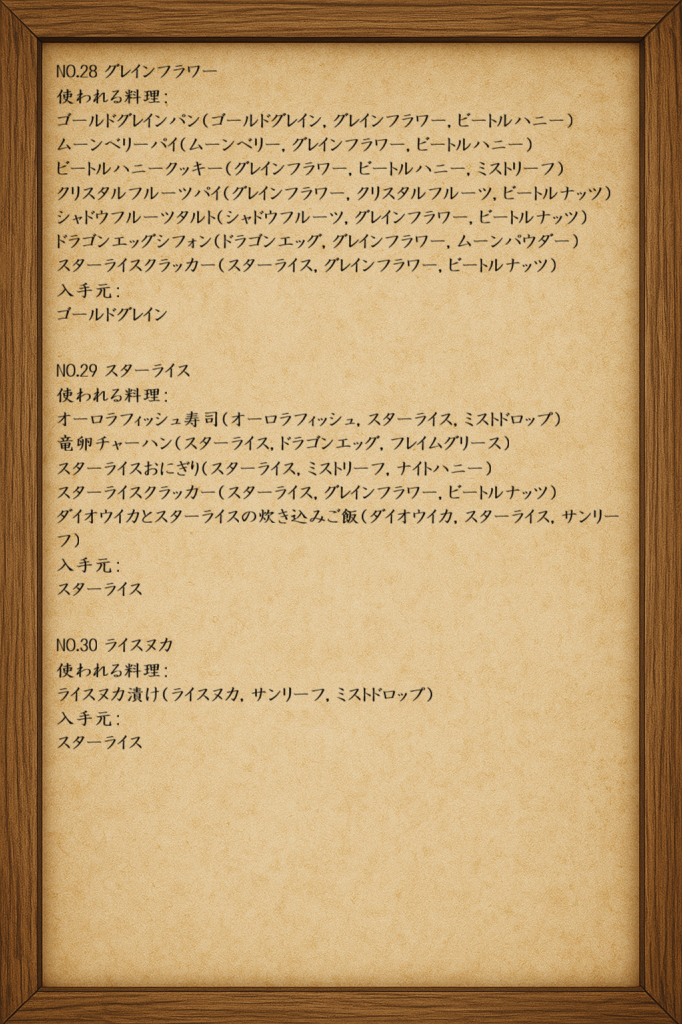 NO.28 グレインフラワー
使われる料理:
ゴールドグレインパン(ゴールドグレイン, グレインフラワー, ビートルハニー)
ムーンベリーパイ(ムーンベリー, グレインフラワー, ビートルハニー)
ビートルハニークッキー(グレインフラワー, ビートルハニー, ミストリーフ)
クリスタルフルーツパイ(グレインフラワー, クリスタルフルーツ, ビートルナッツ)
シャドウフルーツタルト(シャドウフルーツ, グレインフラワー, ビートルナッツ)
ドラゴンエッグシフォン(ドラゴンエッグ, グレインフラワー, ムーンパウダー)
スターライスクラッカー(スターライス, グレインフラワー, ビートルナッツ)
入手元:
ゴールドグレイン
NO.29 スターライス
使われる料理:
オーロラフィッシュ寿司(オーロラフィッシュ, スターライス, ミストドロップ)
竜卵チャーハン(スターライス, ドラゴンエッグ, フレイムグリース)
スターライスおにぎり(スターライス, ミストリーフ, ナイトハニー)
スターライスクラッカー(スターライス, グレインフラワー, ビートルナッツ)
ダイオウイカとスターライスの炊き込みご飯(ダイオウイカ, スターライス, サンリー
フ)
入手元:
スターライス
NO.30 ライスヌカ
使われる料理:
ライスヌカ漬け(ライスヌカ, サンリーフ, ミストドロップ)
入手元:
スターライス